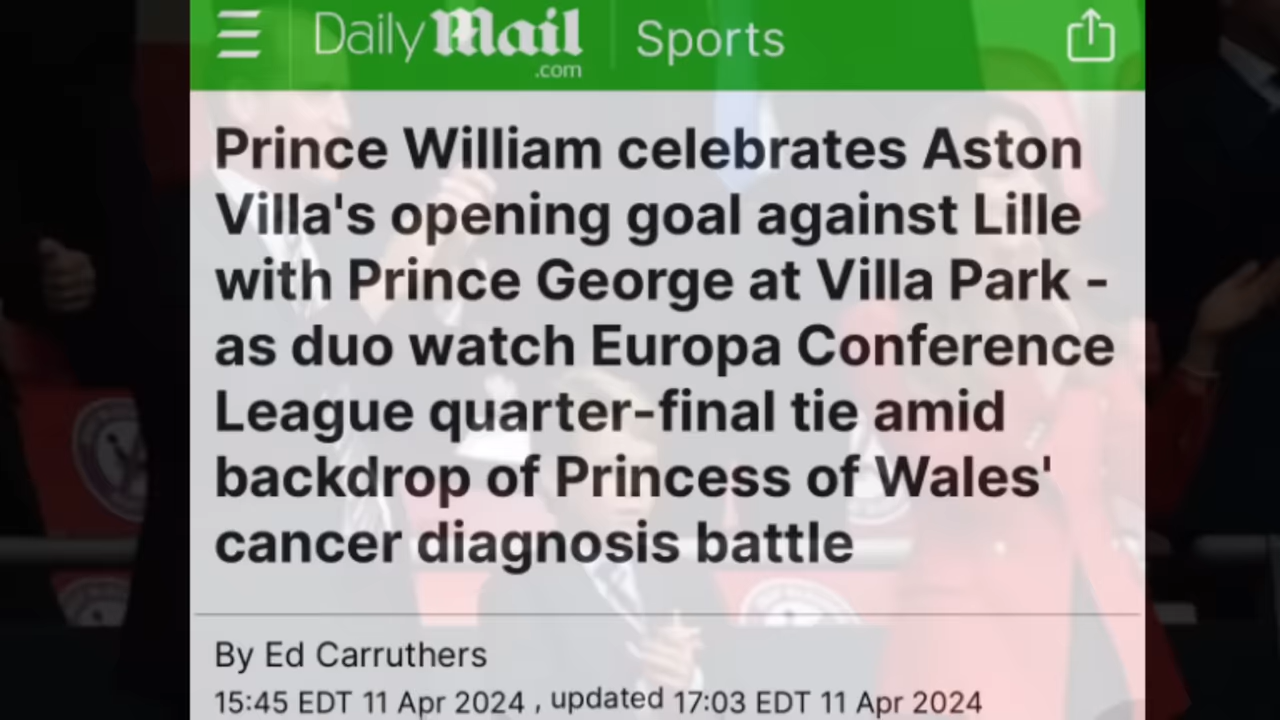 Daily Mail .com Sports
Prince William celebrates Aston
Villa's opening goal against Lille
with Prince George at Villa Park -
as duo watch Europa Conference
League quarter-final tie amid
backdrop of Princess of Wales'
cancer diagnosis battle
By Ed Carruthers
15:45 EDT 11 Apr 2024 , updated 17:03 EDT 11 Apr 2024